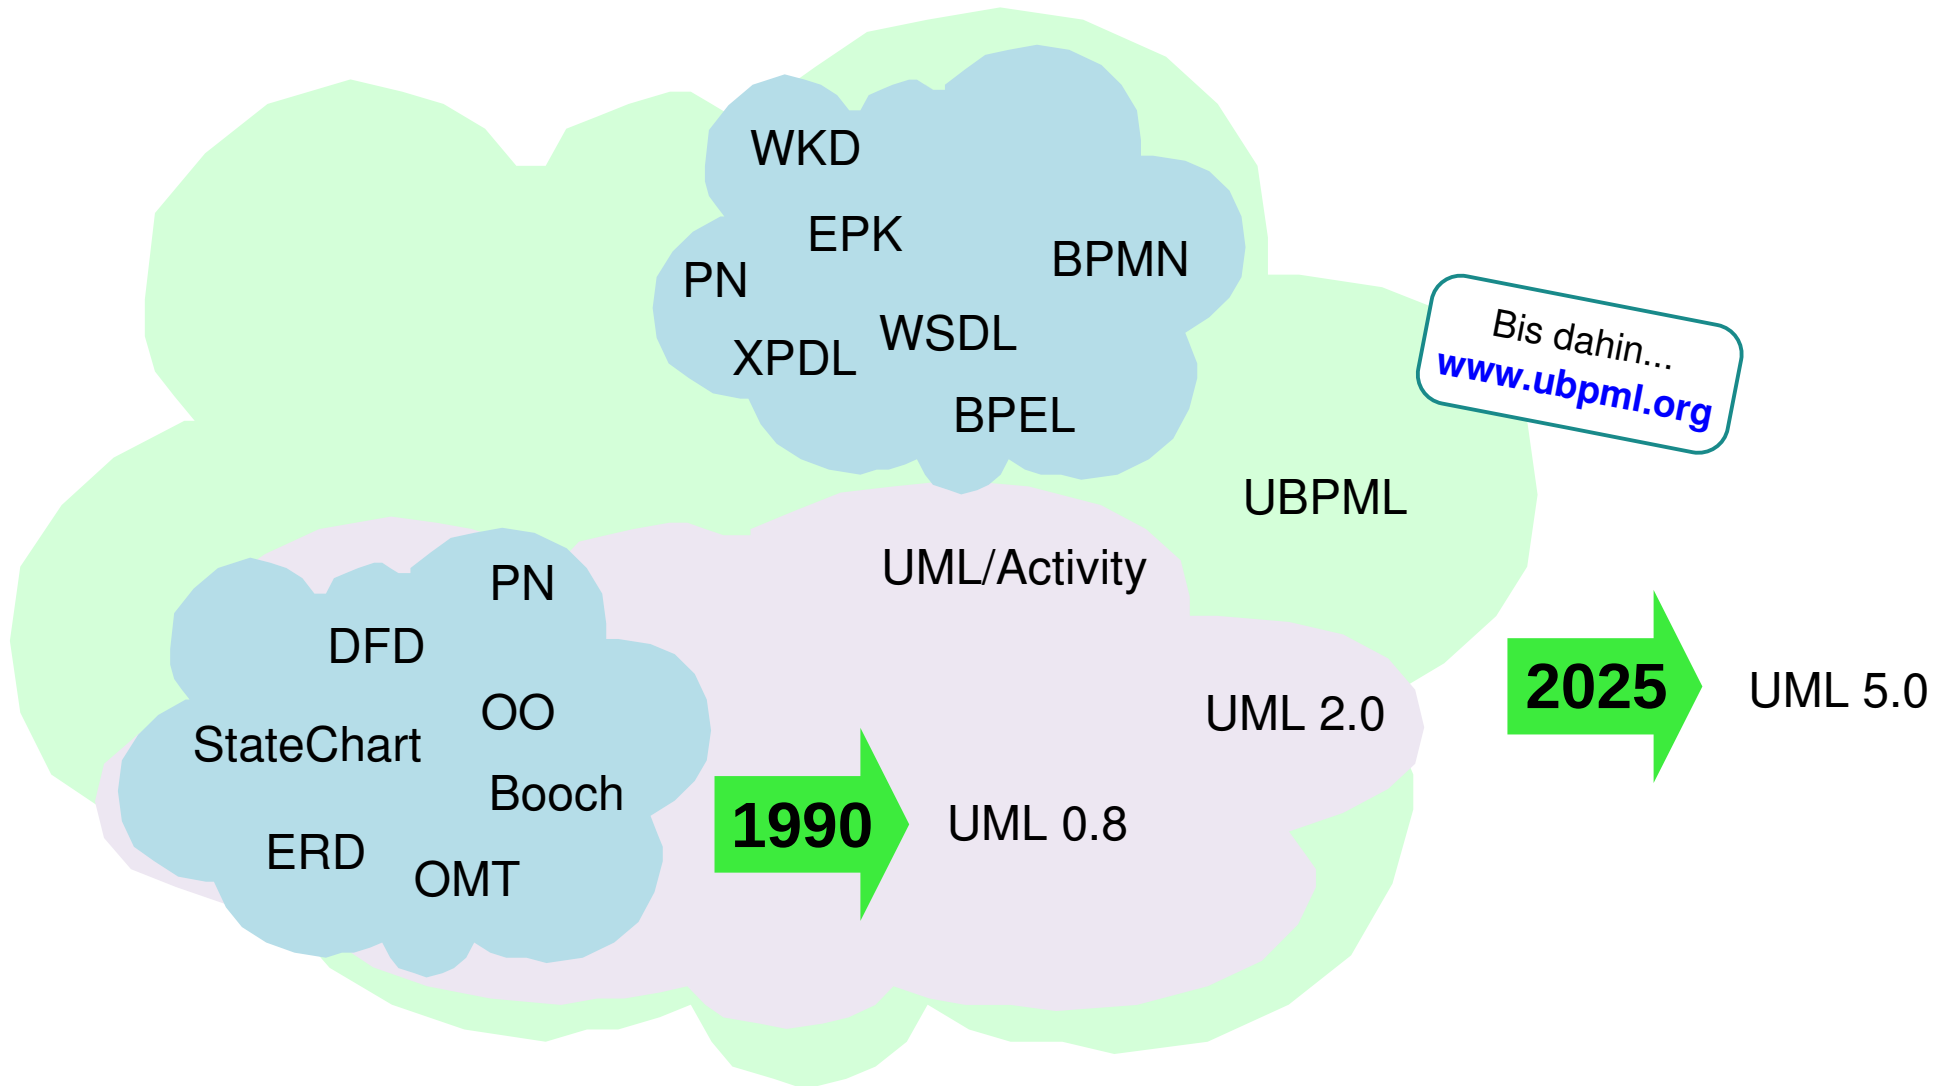 WKD
EPK
BPMN
PN
WSDL
XPDL
BPEL
Bis dahin...
www.ubpml.org
UBPML
UML/Activity
PN
DFD
OO
StateChart
Booch
ERD
OMT
1990
UML 0.8
UML 2.0
2025
UML 5.0